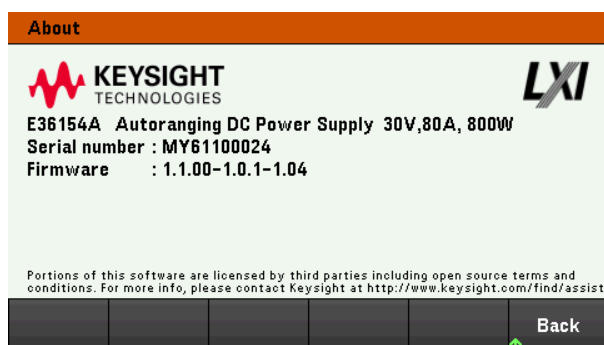 About
KEYSIGHT
TECHNOLOGIES
LXI
E36154A Autoranging DC Power Supply 30V,80A, 800W
Serial number : MY61100024
Firmware : 1.1.00-1.0.1-1.04
Portions of this software are licensed by third parties including open source terms and
conditions. For more info, please contact Keysight at http://www.keysight.com/find/assist
Back